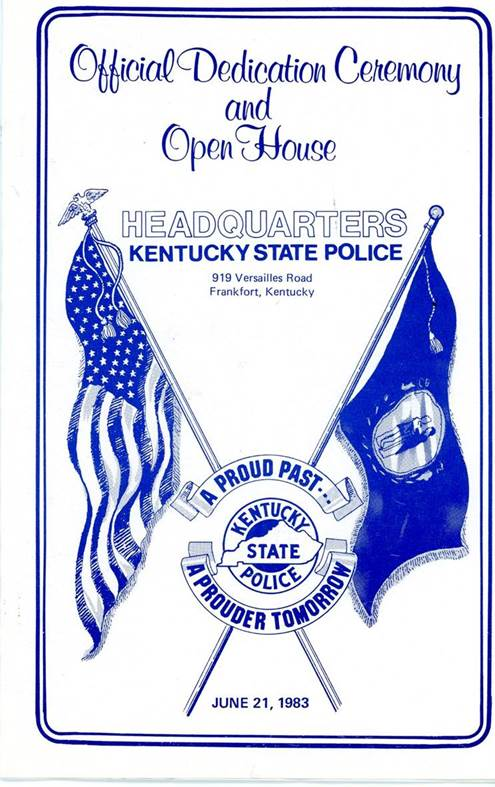 Official Dedication Ceremony
and
Open House
HEADQUARTERS
KENTUCKY STATE POLICE
919 Versailles Road
Frankfort, Kentucky
A PROUD PAST...
KENTUCKY
STATE
POLICE
A PROUDER TOMORROW
JUNE 21, 1983